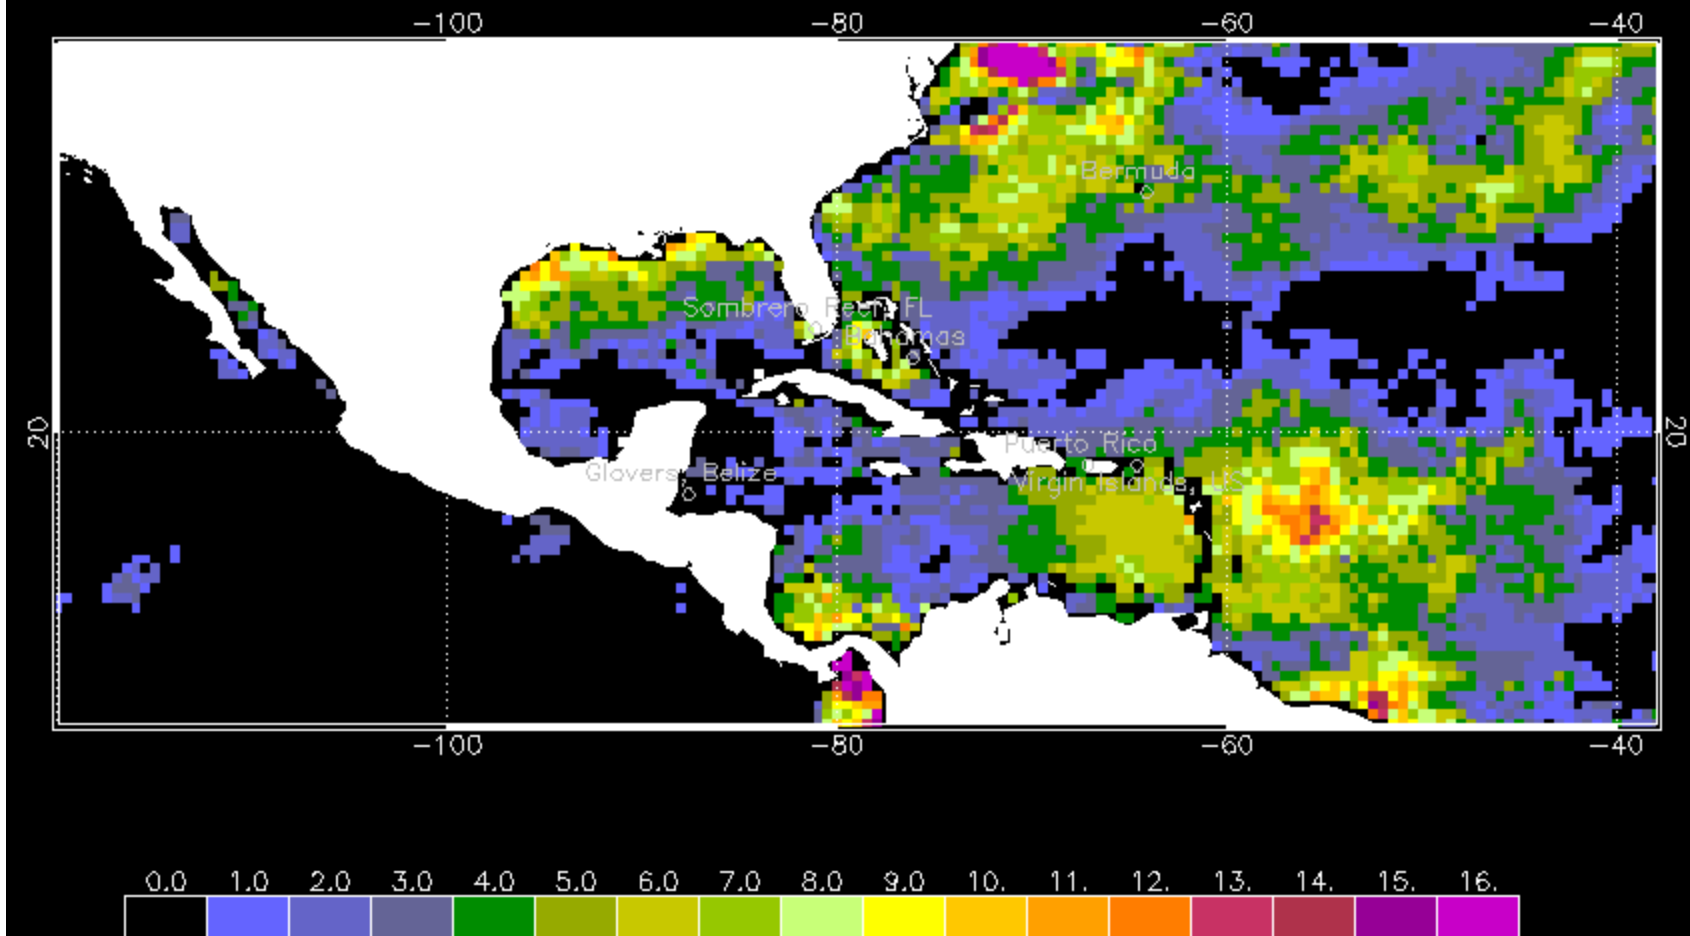 -100 -80 -60 -40
Bermuda
Sombrero Reef, FL
Bahamas
20 20
Puerto Rico
Glovers, Belize
Virgin Islands, US
-100 -80 -60 -40
0.0 1.0 2.0 3.0 4.0 5.0 6.0 7.0 8.0 9.0 10. 11. 12. 13. 14. 15. 16.